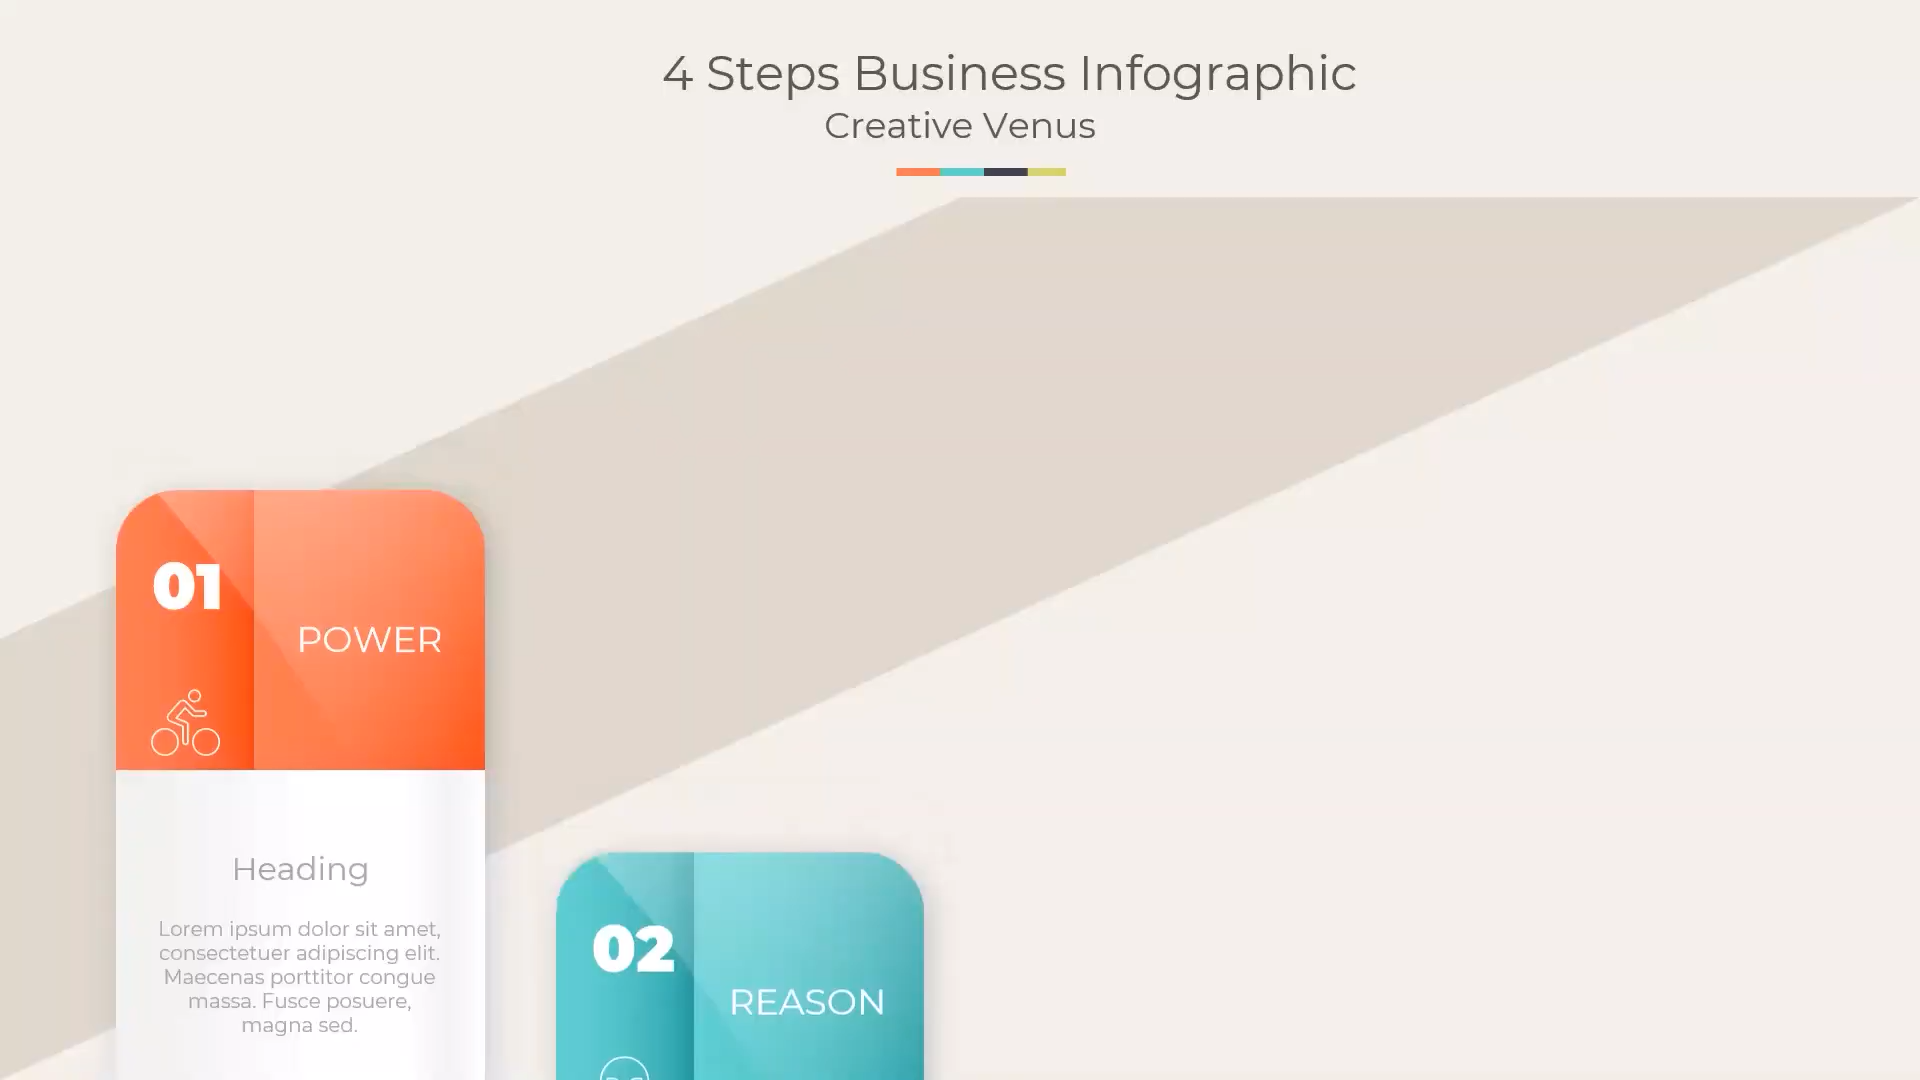 4 Steps Business Infographic
Creative Venus
01
POWER
Heading
Lorem ipsum dolor sit amet,
consectetuer adipiscing elit.
Maecenas porttitor congue
massa. Fusce posuere,
magna sed.
02
REASON